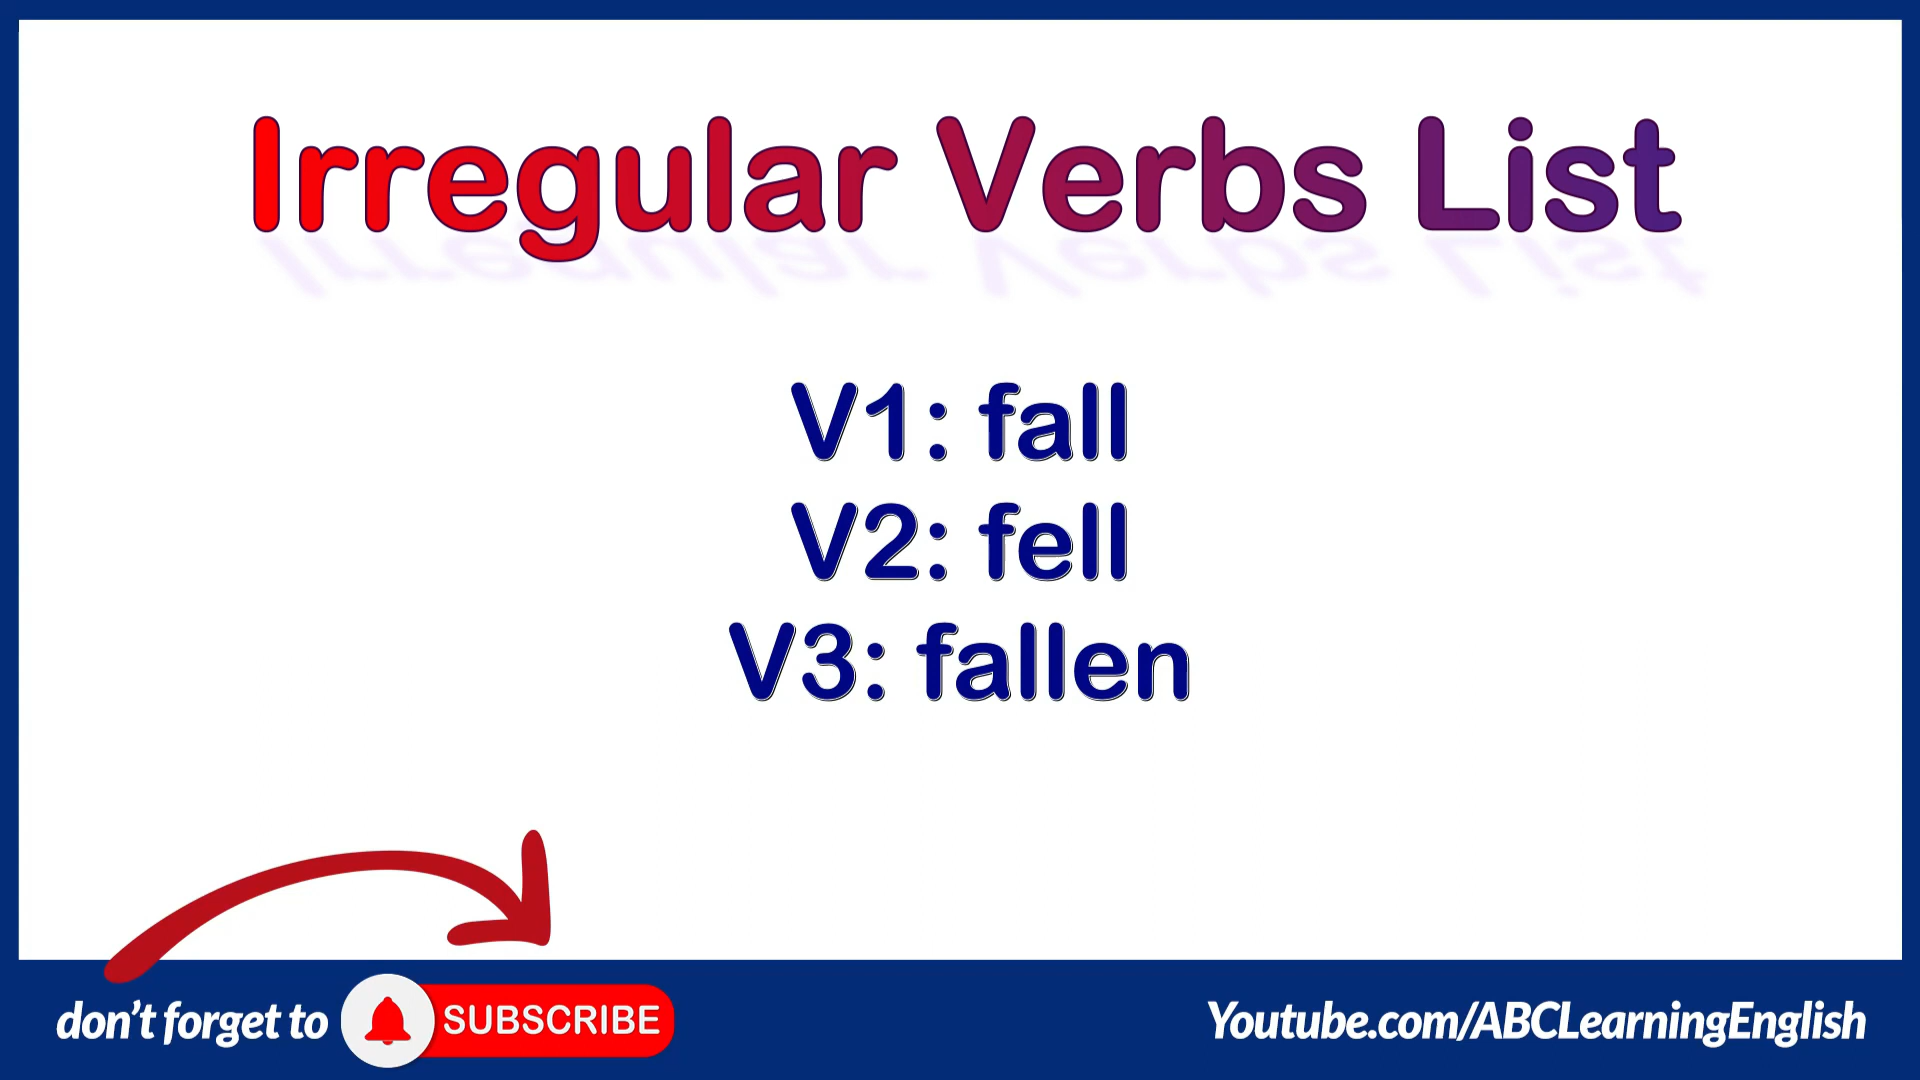 Irregular Verbs List
V1: fall
V2: fell
V3: fallen
don't forget to SUBSCRIBE
Youtube.com/ABCLearningEnglish